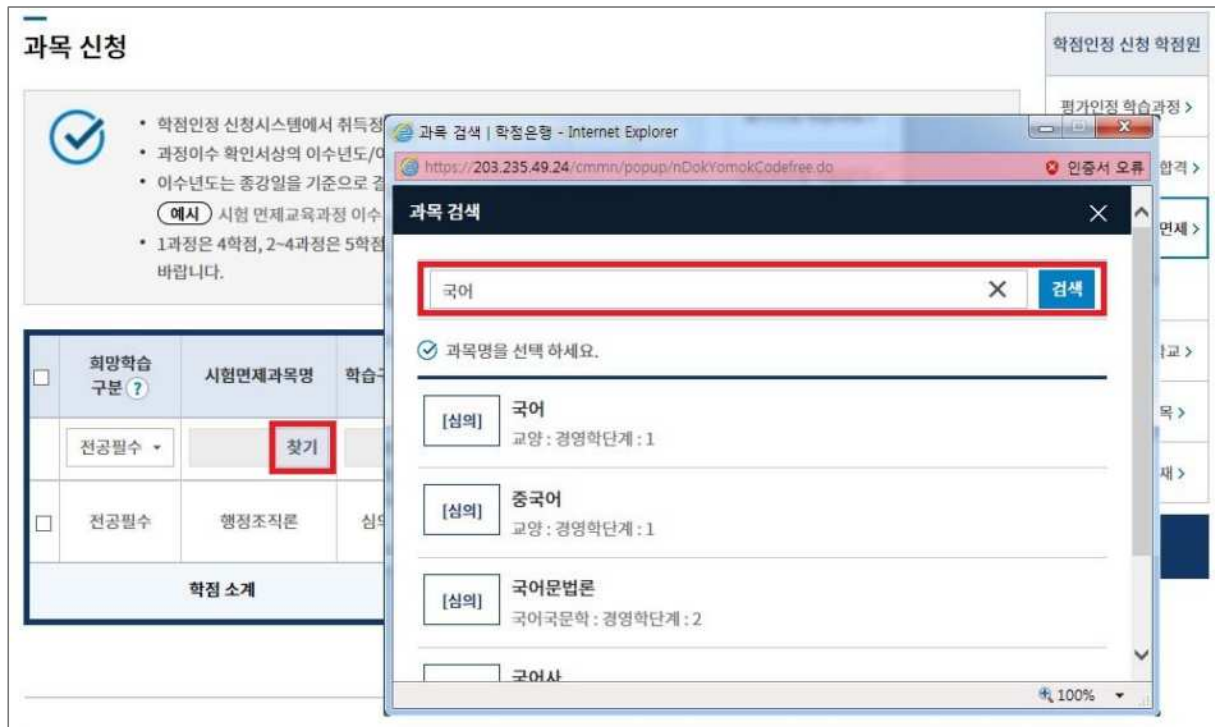 과목 신청
학점인정 신청시스템에서 취득정
과정이수 확인서상의 이수년도/
이수년도는 종강일을 기준으로
예시 시험 면제교육과정 이수
1과정은 4학점, 2~4과정은 5학점
바랍니다.
희망학습
구분 ?
시험면제과목명
학습
전공필수
찾기
전공필수
행정조직론
심의
학점 소계
과목 검색 | 학점은행 - Internet Explorer
https://203.235.49.24/cmmn/popup/nDokYomokCodefree.do
인증서 오류
과목 검색
국어
검색
과목명을 선택 하세요.
[심의]
국어
교양 : 경영학단계 : 1
[심의]
중국어
교양 : 경영학단계 : 1
[심의]
국어문법론
국어국문학 : 경영학단계 : 2
국어사
100%
학점인정 신청 학점원
평가인정 학습과정 >
합격 >
면제 >
교 >
목 >
재 >